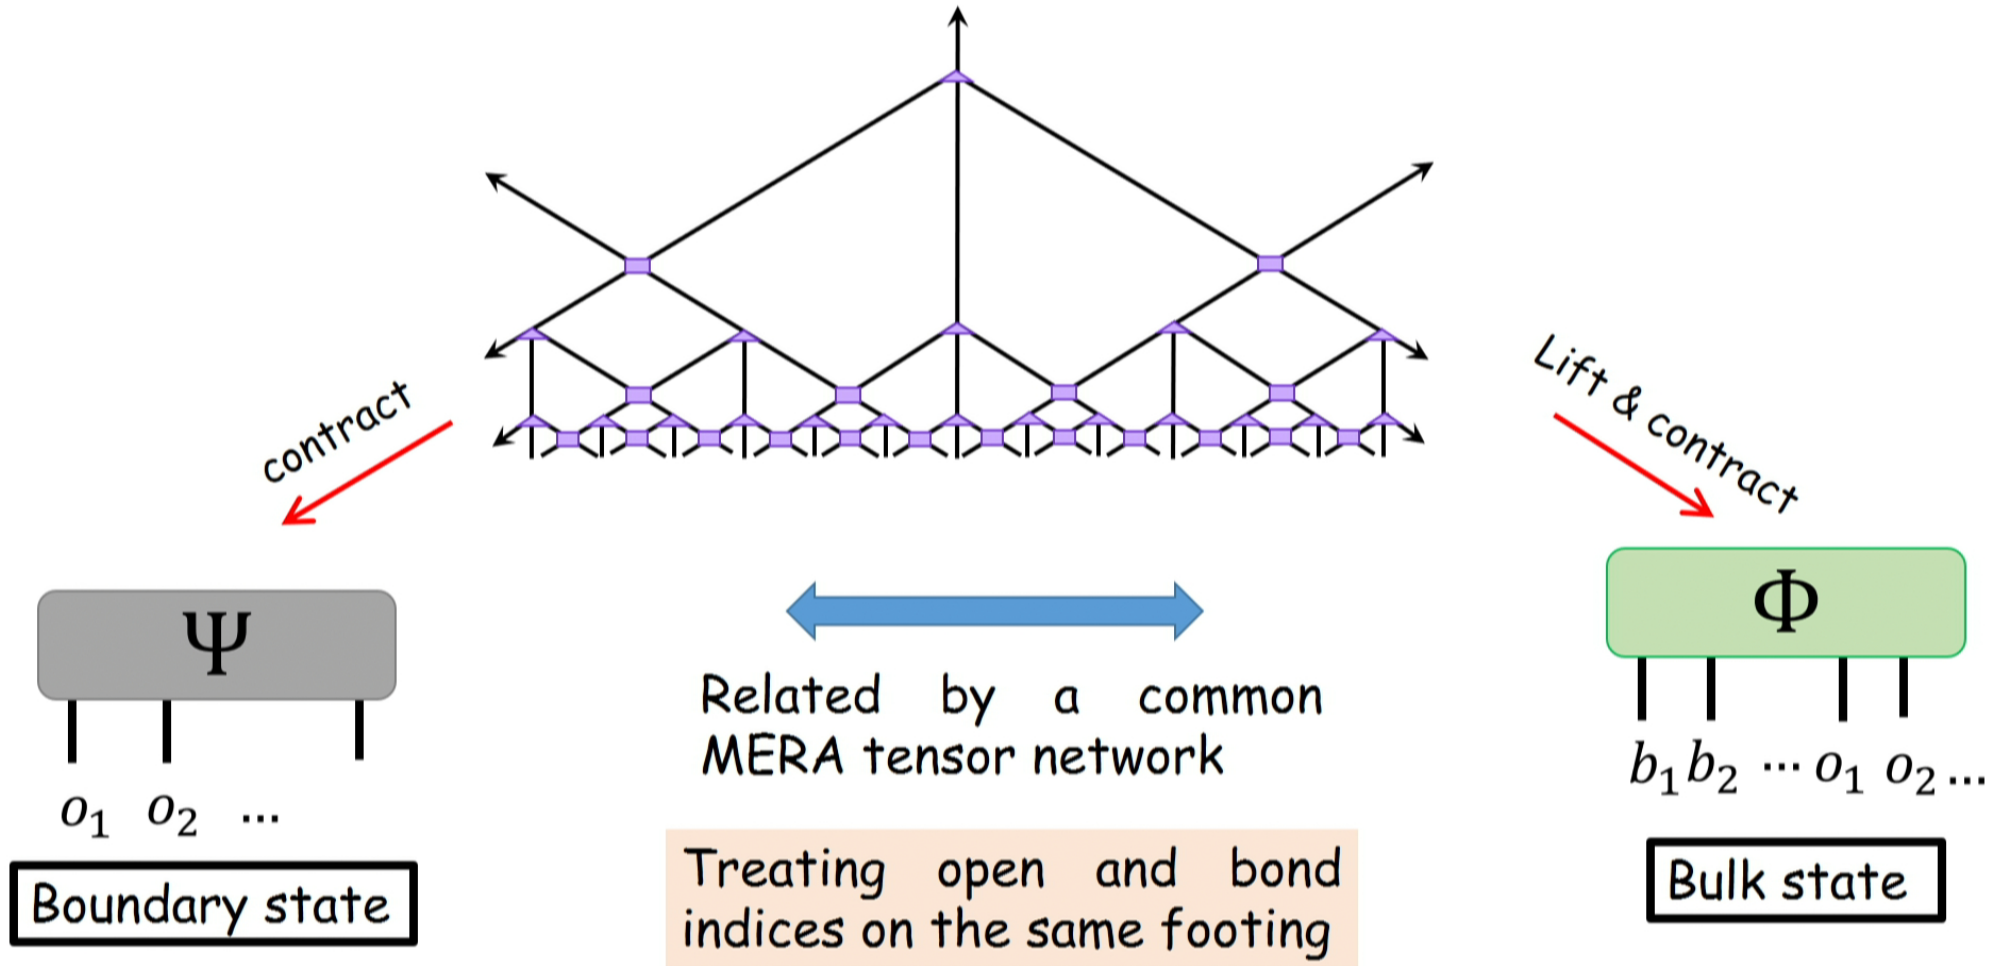 contract
Lift & contract
Ψ
Φ
Related by a common
MERA tensor network
b₁ b₂ ... o₁ o₂ ...
o₁ o₂ ...
Treating open and bond
indices on the same footing
Boundary state
Bulk state